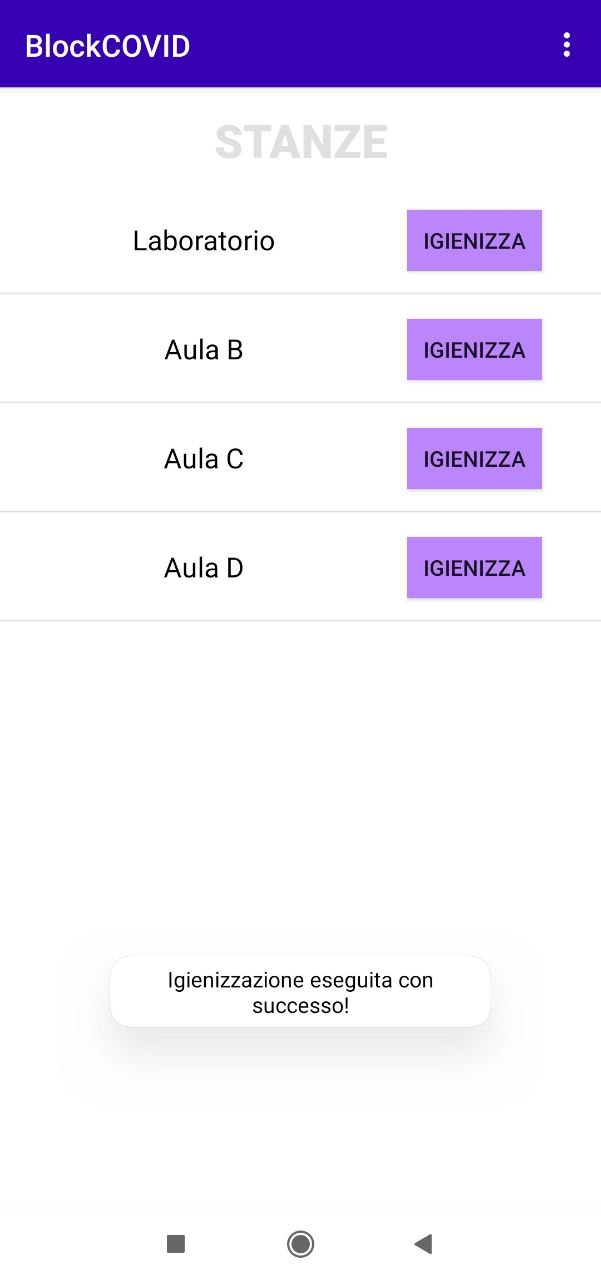 BlockCOVID
STANZE
Laboratorio IGIENIZZA
Aula B IGIENIZZA
Aula C IGIENIZZA
Aula D IGIENIZZA
Igienizzazione eseguita con
successo!